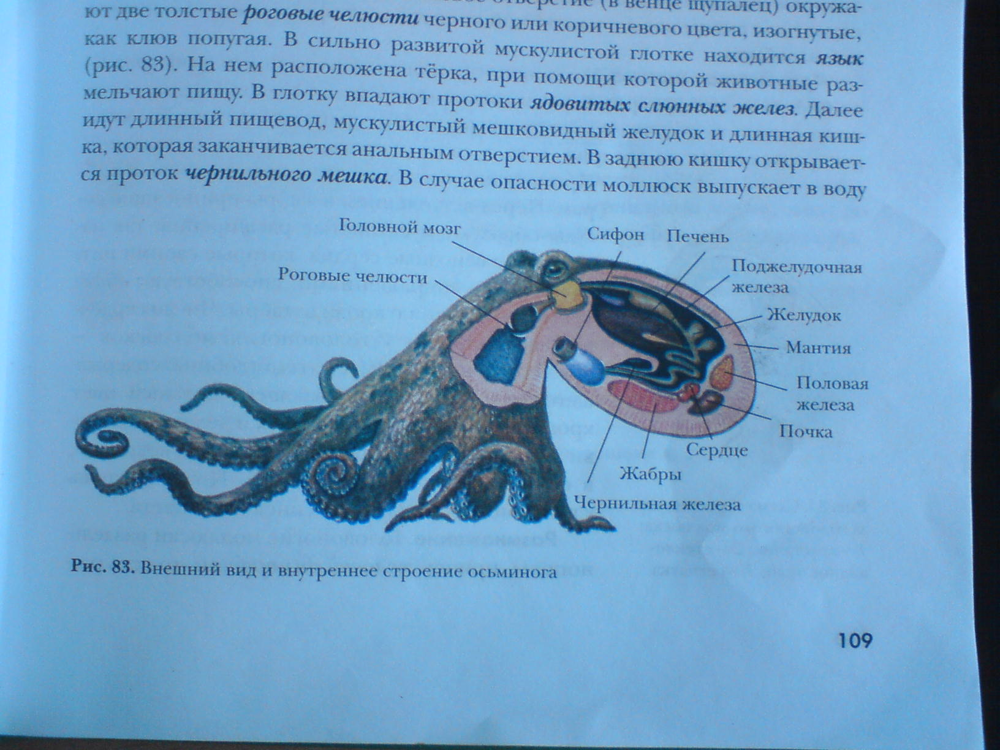 отверстие (в венце щупалец) окружа-
ют две толстые роговые челюсти черного или коричневого цвета, изогнутые,
как клюв попугая. В сильно развитой мускулистой глотке находится язык
(рис. 83). На нем расположена тёрка, при помощи которой животные раз-
мельчают пищу. В глотку впадают протоки ядовитых слюнных желез. Далее
идут длинный пищевод, мускулистый мешковидный желудок и длинная киш-
ка, которая заканчивается анальным отверстием. В заднюю кишку открывает-
ся проток чернильного мешка. В случае опасности моллюск выпускает в воду
Головной мозг
Сифон
Печень
Роговые челюсти
Поджелудочная
железа
Желудок
Мантия
Половая
железа
Почка
Сердце
Жабры
Чернильная железа
Рис. 83. Внешний вид и внутреннее строение осьминога
109